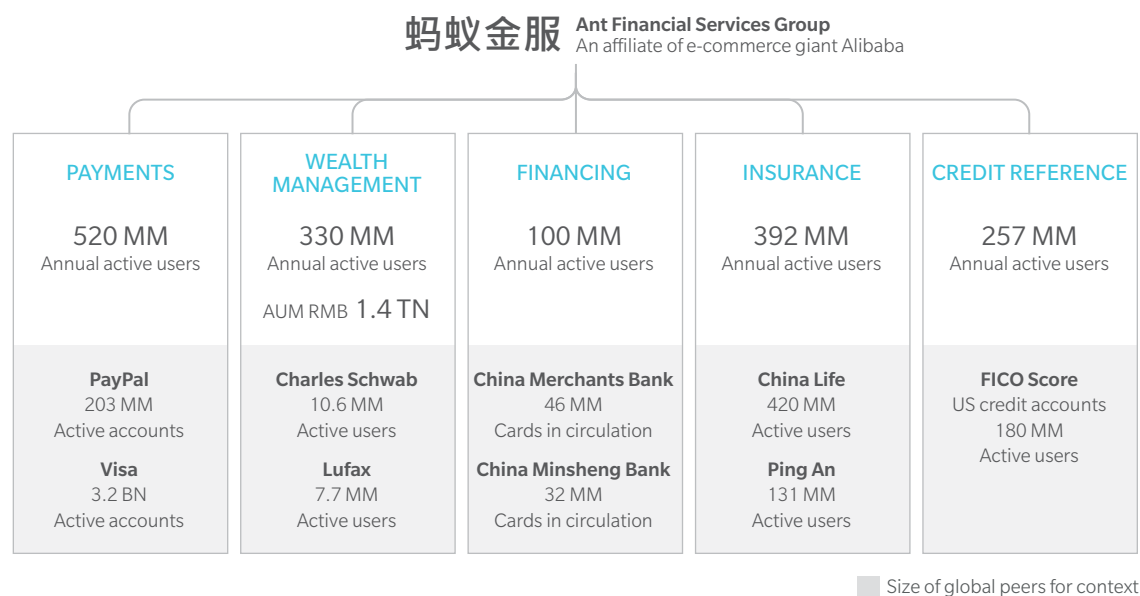 蚂蚁金服
Ant Financial Services Group
An affiliate of e-commerce giant Alibaba
PAYMENTS
520 MM
Annual active users
PayPal
203 MM
Active accounts
Visa
3.2 BN
Active accounts
WEALTH
MANAGEMENT
330 MM
Annual active users
AUM RMB 1.4 TN
Charles Schwab
10.6 MM
Active users
Lufax
7.7 MM
Active users
FINANCING
100 MM
Annual active users
China Merchants Bank
46 MM
Cards in circulation
China Minsheng Bank
32 MM
Cards in circulation
INSURANCE
392 MM
Annual active users
China Life
420 MM
Active users
Ping An
131 MM
Active users
CREDIT REFERENCE
257 MM
Annual active users
FICO Score
US credit accounts
180 MM
Active users
Size of global peers for context